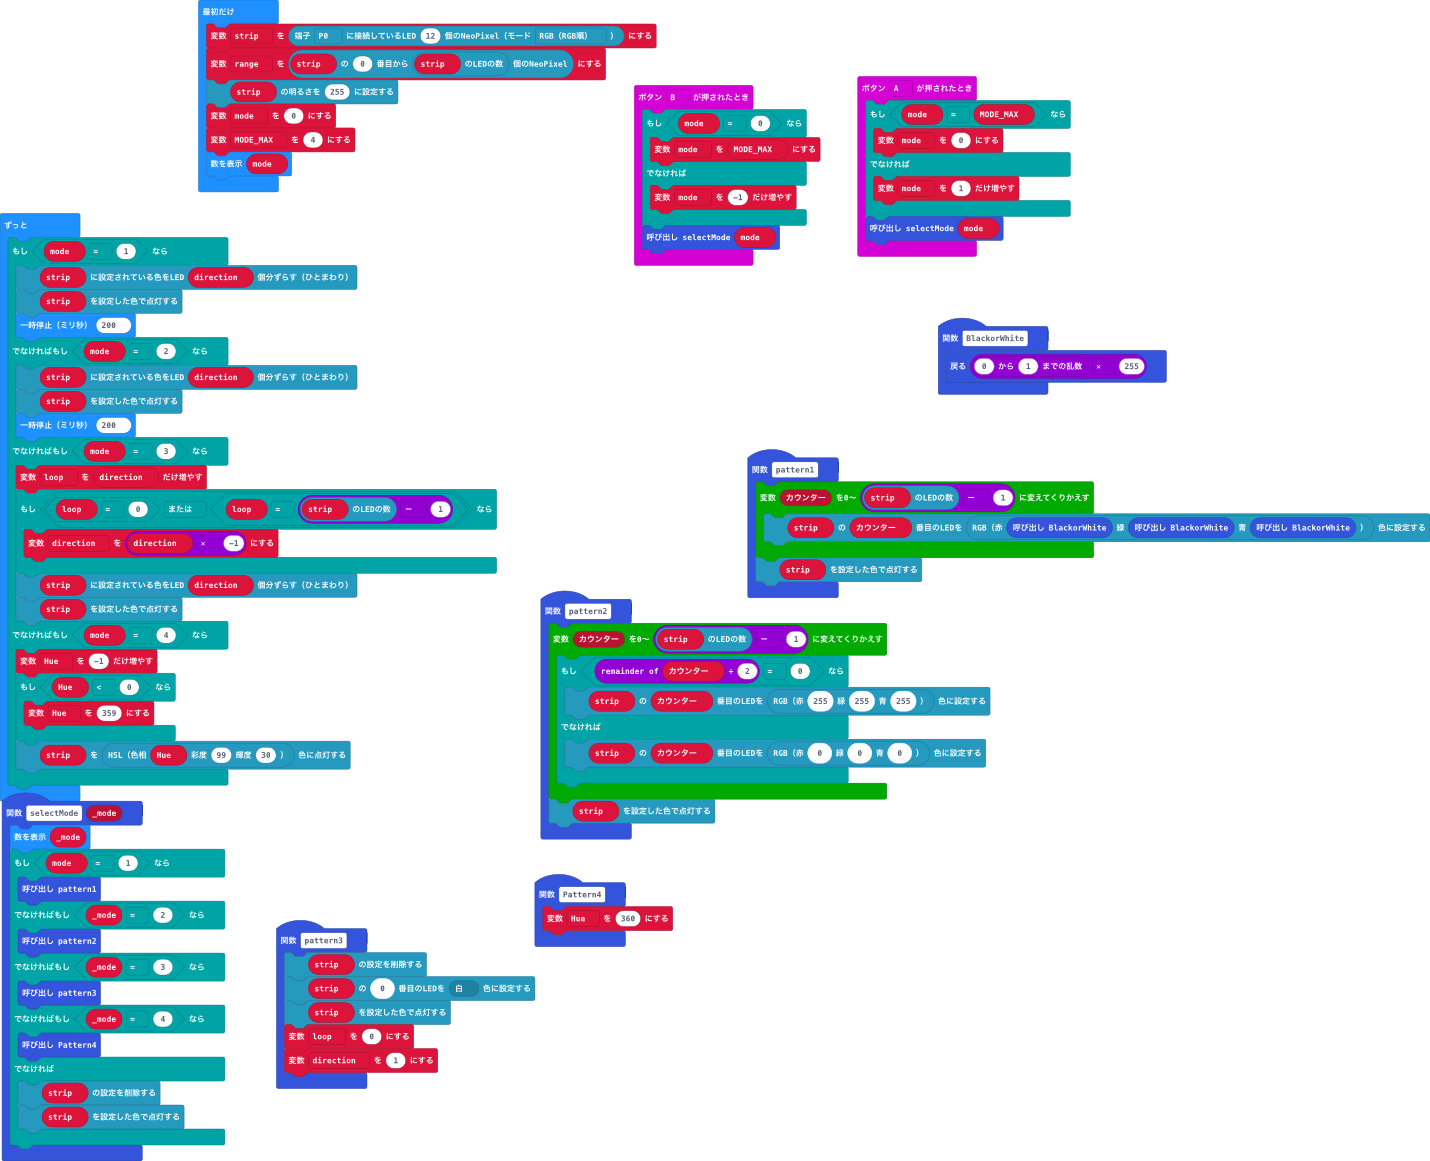 最初だけ
変数 strip を 端子 P0 に接続しているLED 12 個のNeoPixel（モード RGB（RGB順） ） にする
変数 range を strip の 0 番目から strip のLEDの数 個のNeoPixel にする
strip の明るさを 255 に設定する
変数 mode を 0 にする
変数 MODE_MAX を 4 にする
数を表示 mode
ボタン B が押されたとき
もし mode = 0 なら
変数 mode を MODE_MAX にする
でなければ
変数 mode を −1 だけ増やす
呼び出し selectMode mode
ボタン A が押されたとき
もし mode = MODE_MAX なら
変数 mode を 0 にする
でなければ
変数 mode を 1 だけ増やす
呼び出し selectMode mode
ずっと
もし mode = 1 なら
strip に設定されている色をLED direction 個分ずらす（ひとまわり）
strip を設定した色で点灯する
一時停止（ミリ秒） 200
でなければもし mode = 2 なら
strip に設定されている色をLED direction 個分ずらす（ひとまわり）
strip を設定した色で点灯する
一時停止（ミリ秒） 200
でなければもし mode = 3 なら
変数 loop を direction だけ増やす
もし loop = 0 または loop = strip のLEDの数 − 1 なら
変数 direction を direction × −1 にする
strip に設定されている色をLED direction 個分ずらす（ひとまわり）
strip を設定した色で点灯する
でなければもし mode = 4 なら
変数 Hue を −1 だけ増やす
もし Hue < 0 なら
変数 Hue を 359 にする
strip を HSL（色相 Hue 彩度 99 輝度 30 ） 色に点灯する
関数 BlackorWhite
戻る 0 から 1 までの乱数 × 255
関数 pattern1
変数 カウンター を0～ strip のLEDの数 − 1 に変えてくりかえす
strip の カウンター 番目のLEDを RGB（赤 呼び出し BlackorWhite 緑 呼び出し BlackorWhite 青 呼び出し BlackorWhite ） 色に設定する
strip を設定した色で点灯する
関数 pattern2
変数 カウンター を0～ strip のLEDの数 − 1 に変えてくりかえす
もし remainder of カウンター ÷ 2 = 0 なら
strip の カウンター 番目のLEDを RGB（赤 255 緑 255 青 255 ） 色に設定する
でなければ
strip の カウンター 番目のLEDを RGB（赤 0 緑 0 青 0 ） 色に設定する
strip を設定した色で点灯する
関数 selectMode _mode
数を表示 _mode
もし mode = 1 なら
呼び出し pattern1
でなければもし _mode = 2 なら
呼び出し pattern2
でなければもし _mode = 3 なら
呼び出し pattern3
でなければもし _mode = 4 なら
呼び出し Pattern4
でなければ
strip の設定を削除する
strip を設定した色で点灯する
関数 Pattern4
変数 Hue を 360 にする
関数 pattern3
strip の設定を削除する
strip の 0 番目のLEDを 白 色に設定する
strip を設定した色で点灯する
変数 loop を 0 にする
変数 direction を 1 にする